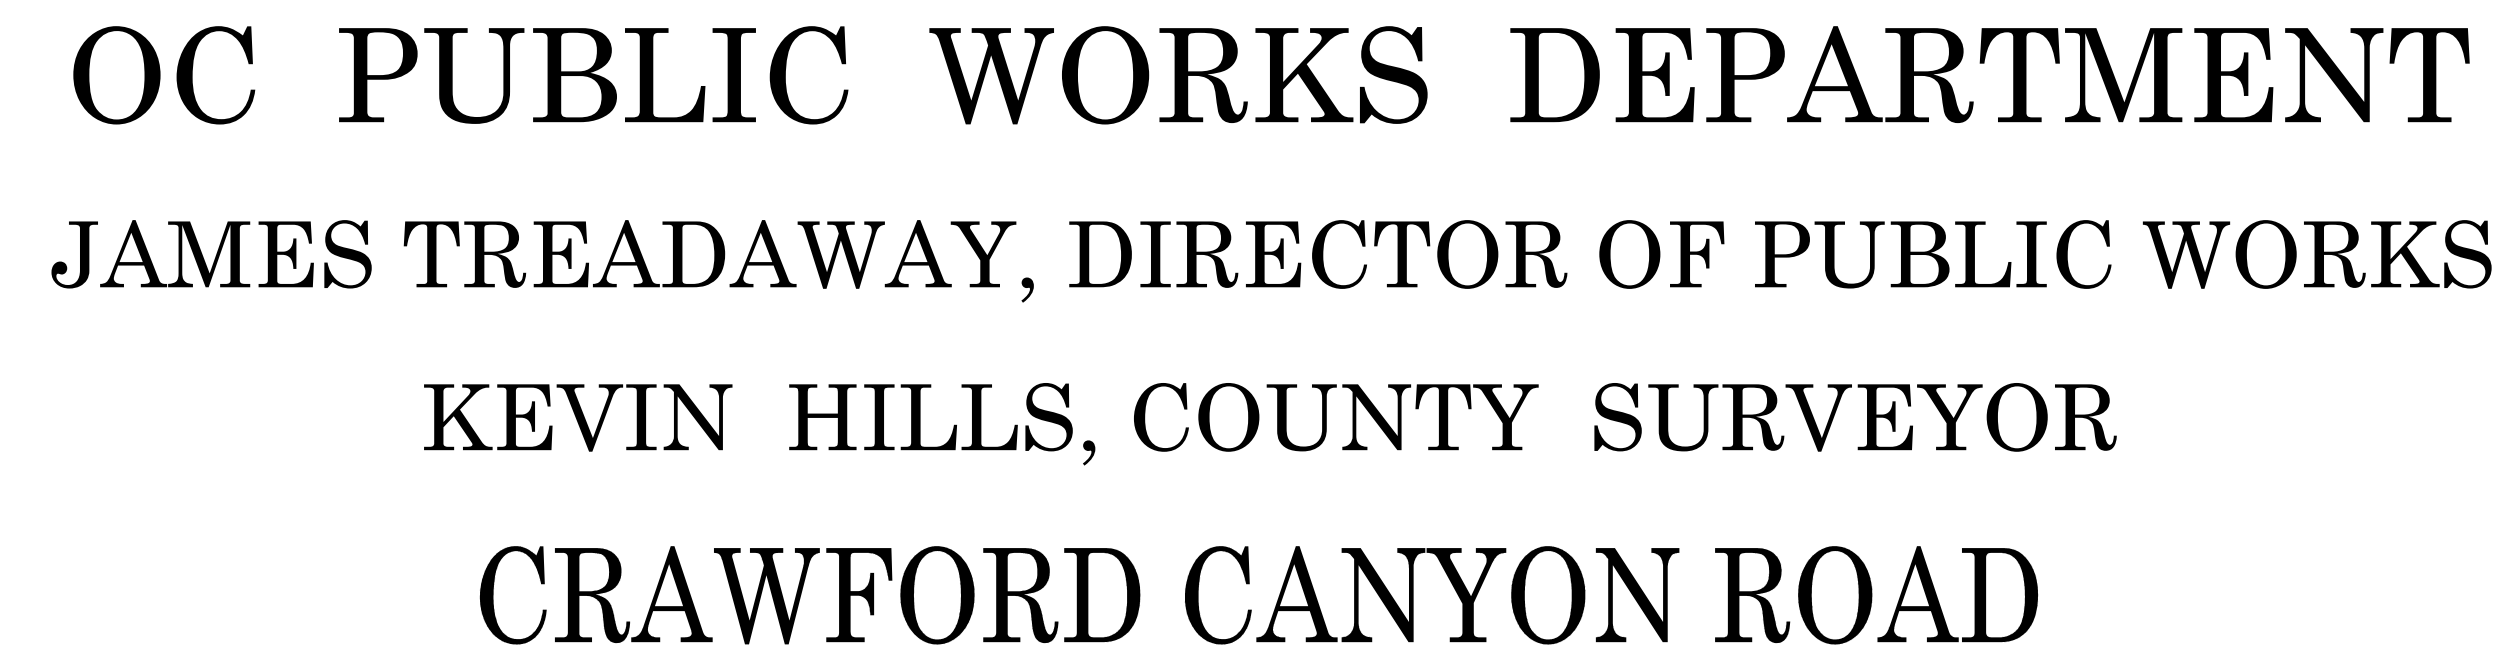 OC PUBLIC WORKS DEPARTMENT
JAMES TREADAWAY, DIRECTOR OF PUBLIC WORKS
KEVIN HILLS, COUNTY SURVEYOR
CRAWFORD CANYON ROAD